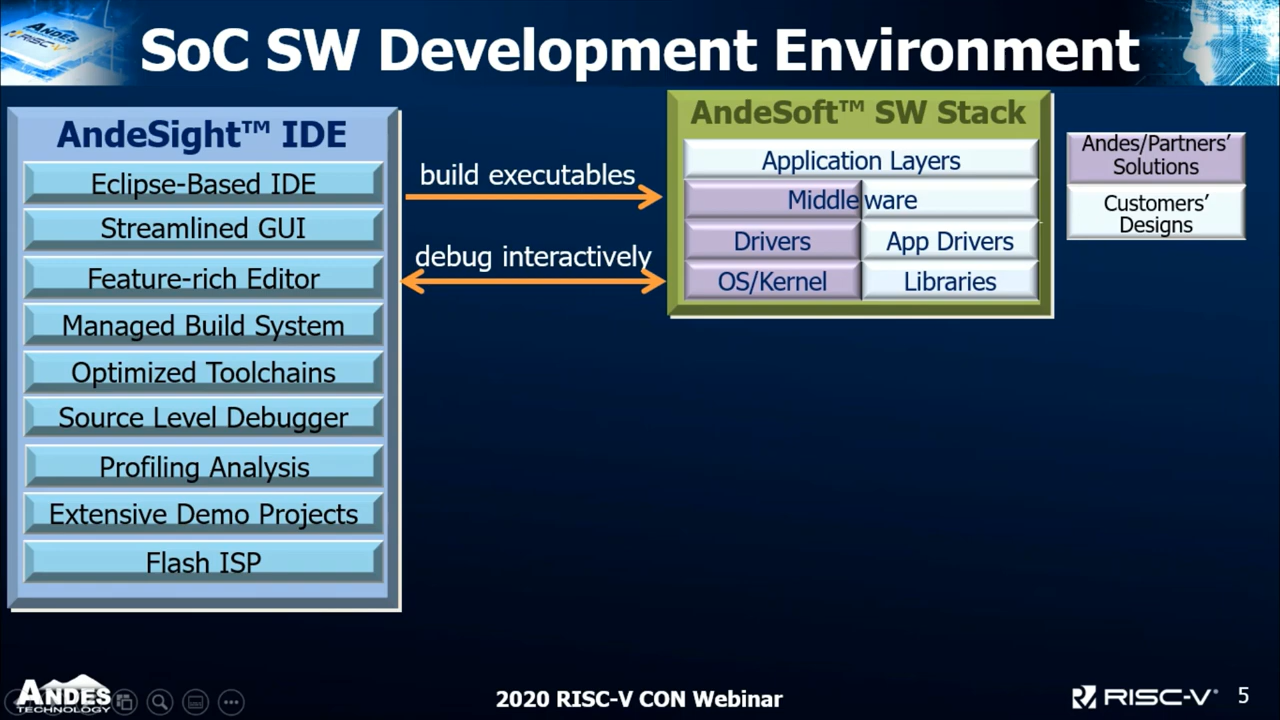 ANDES
RISC-V
SoC SW Development Environment
AndeSight™ IDE
Eclipse-Based IDE
Streamlined GUI
Feature-rich Editor
Managed Build System
Optimized Toolchains
Source Level Debugger
Profiling Analysis
Extensive Demo Projects
Flash ISP
build executables
debug interactively
AndeSoft™ SW Stack
Application Layers
Middleware
Drivers
App Drivers
OS/Kernel
Libraries
Andes/Partners’
Solutions
Customers’
Designs
ANDES
TECHNOLOGY
2020 RISC-V CON Webinar
RISC-V®
5